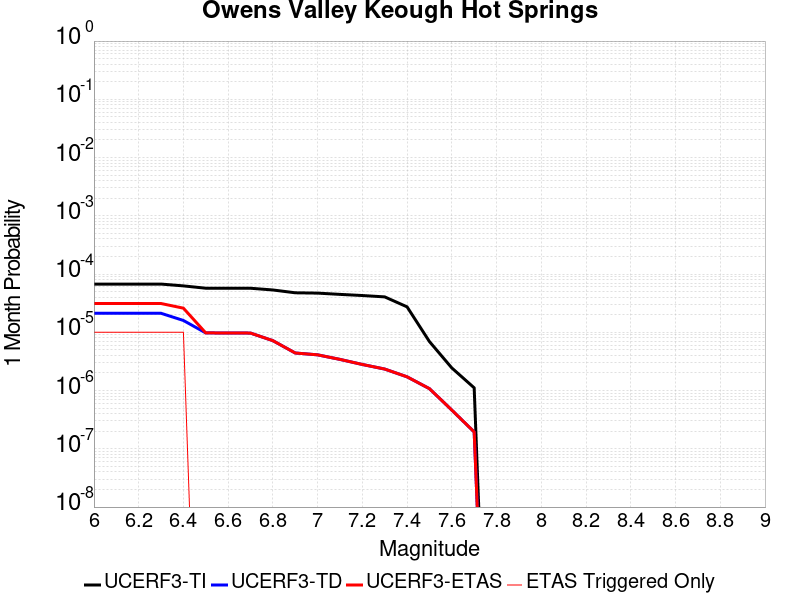 Owens Valley Keough Hot Springs
10^0
10^-1
10^-2
10^-3
10^-4
10^-5
10^-6
10^-7
10^-8
1 Month Probability
6 6.2 6.4 6.6 6.8 7 7.2 7.4 7.6 7.8 8 8.2 8.4 8.6 8.8 9
Magnitude
UCERF3-TI UCERF3-TD UCERF3-ETAS ETAS Triggered Only